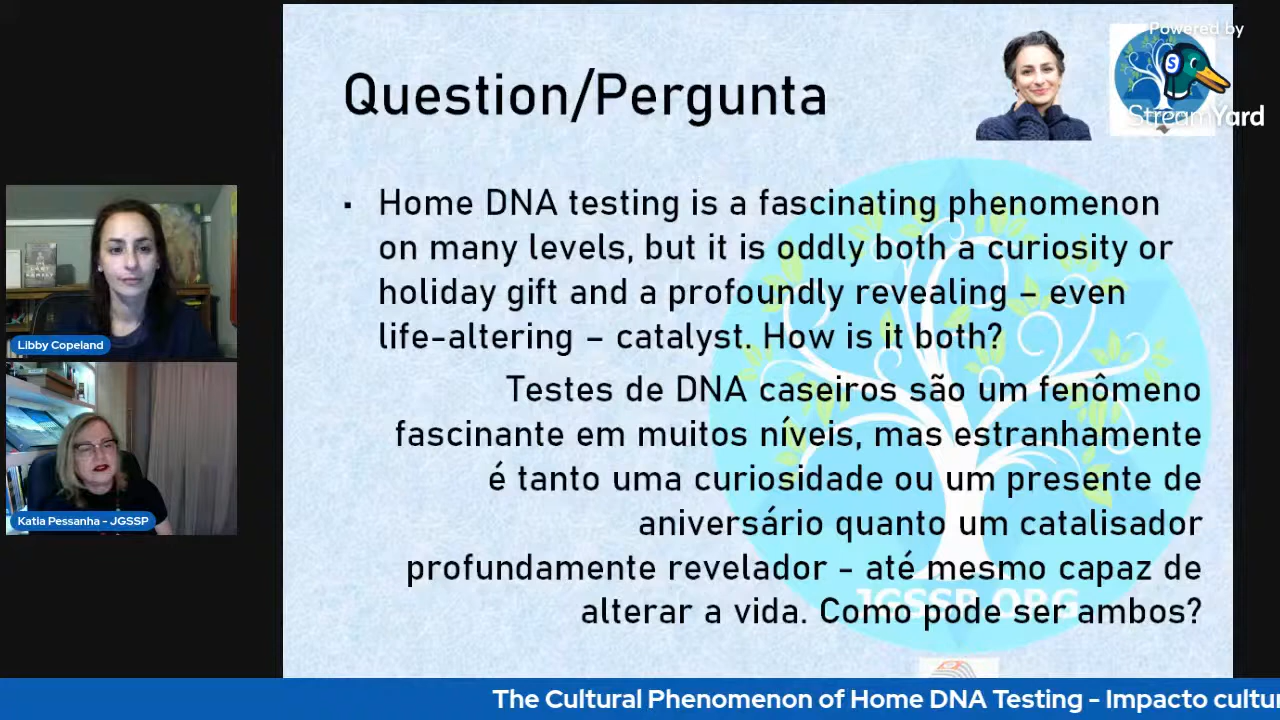 Powered by
StreamYard
Question/Pergunta
Home DNA testing is a fascinating phenomenon
on many levels, but it is oddly both a curiosity or
holiday gift and a profoundly revealing – even
life-altering – catalyst. How is it both?
Testes de DNA caseiros são um fenômeno
fascinante em muitos níveis, mas estranhamente
é tanto uma curiosidade ou um presente de
aniversário quanto um catalisador
profundamente revelador - até mesmo capaz de
alterar a vida. Como pode ser ambos?
JGSSP.ORG
Libby Copeland
Katia Pessanha - JGSSP
The Cultural Phenomenon of Home DNA Testing - Impacto cultu